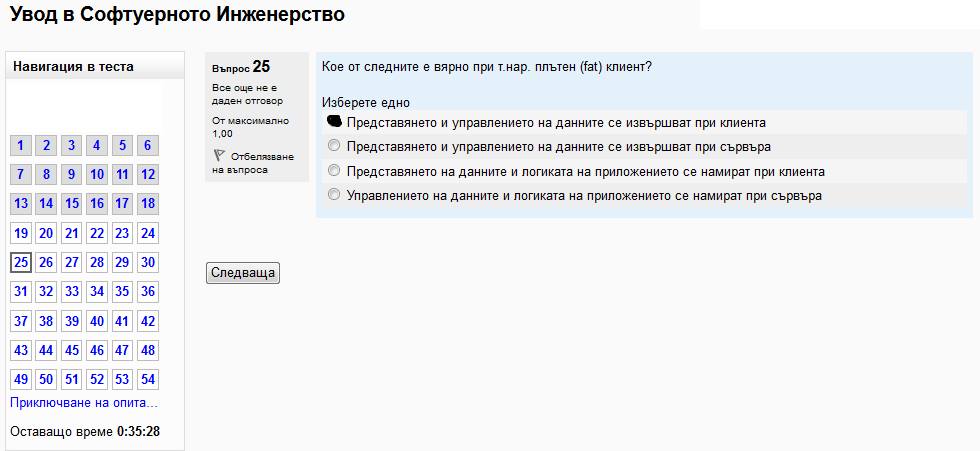 Увод в Софтуерното Инженерство
Навигация в теста
1 2 3 4 5 6
7 8 9 10 11 12
13 14 15 16 17 18
19 20 21 22 23 24
25 26 27 28 29 30
31 32 33 34 35 36
37 38 39 40 41 42
43 44 45 46 47 48
49 50 51 52 53 54
Приключване на опита...
Оставащо време 0:35:28
Въпрос 25
Все още не е
даден отговор
От максимално
1,00
Отбелязване
на въпроса
Кое от следните е вярно при т.нар. плътен (fat) клиент?
Изберете едно
Представянето и управлението на данните се извършват при клиента
Представянето и управлението на данните се извършват при сървъра
Представянето на данните и логиката на приложението се намират при клиента
Управлението на данните и логиката на приложението се намират при сървъра
Следваща